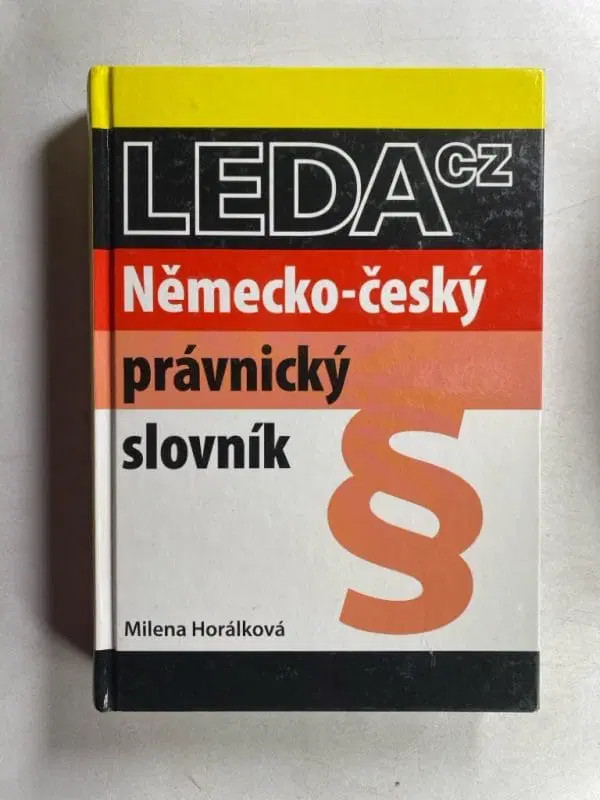 LEDA CZ
Německo-český
právnický
slovník
§
Milena Horálková